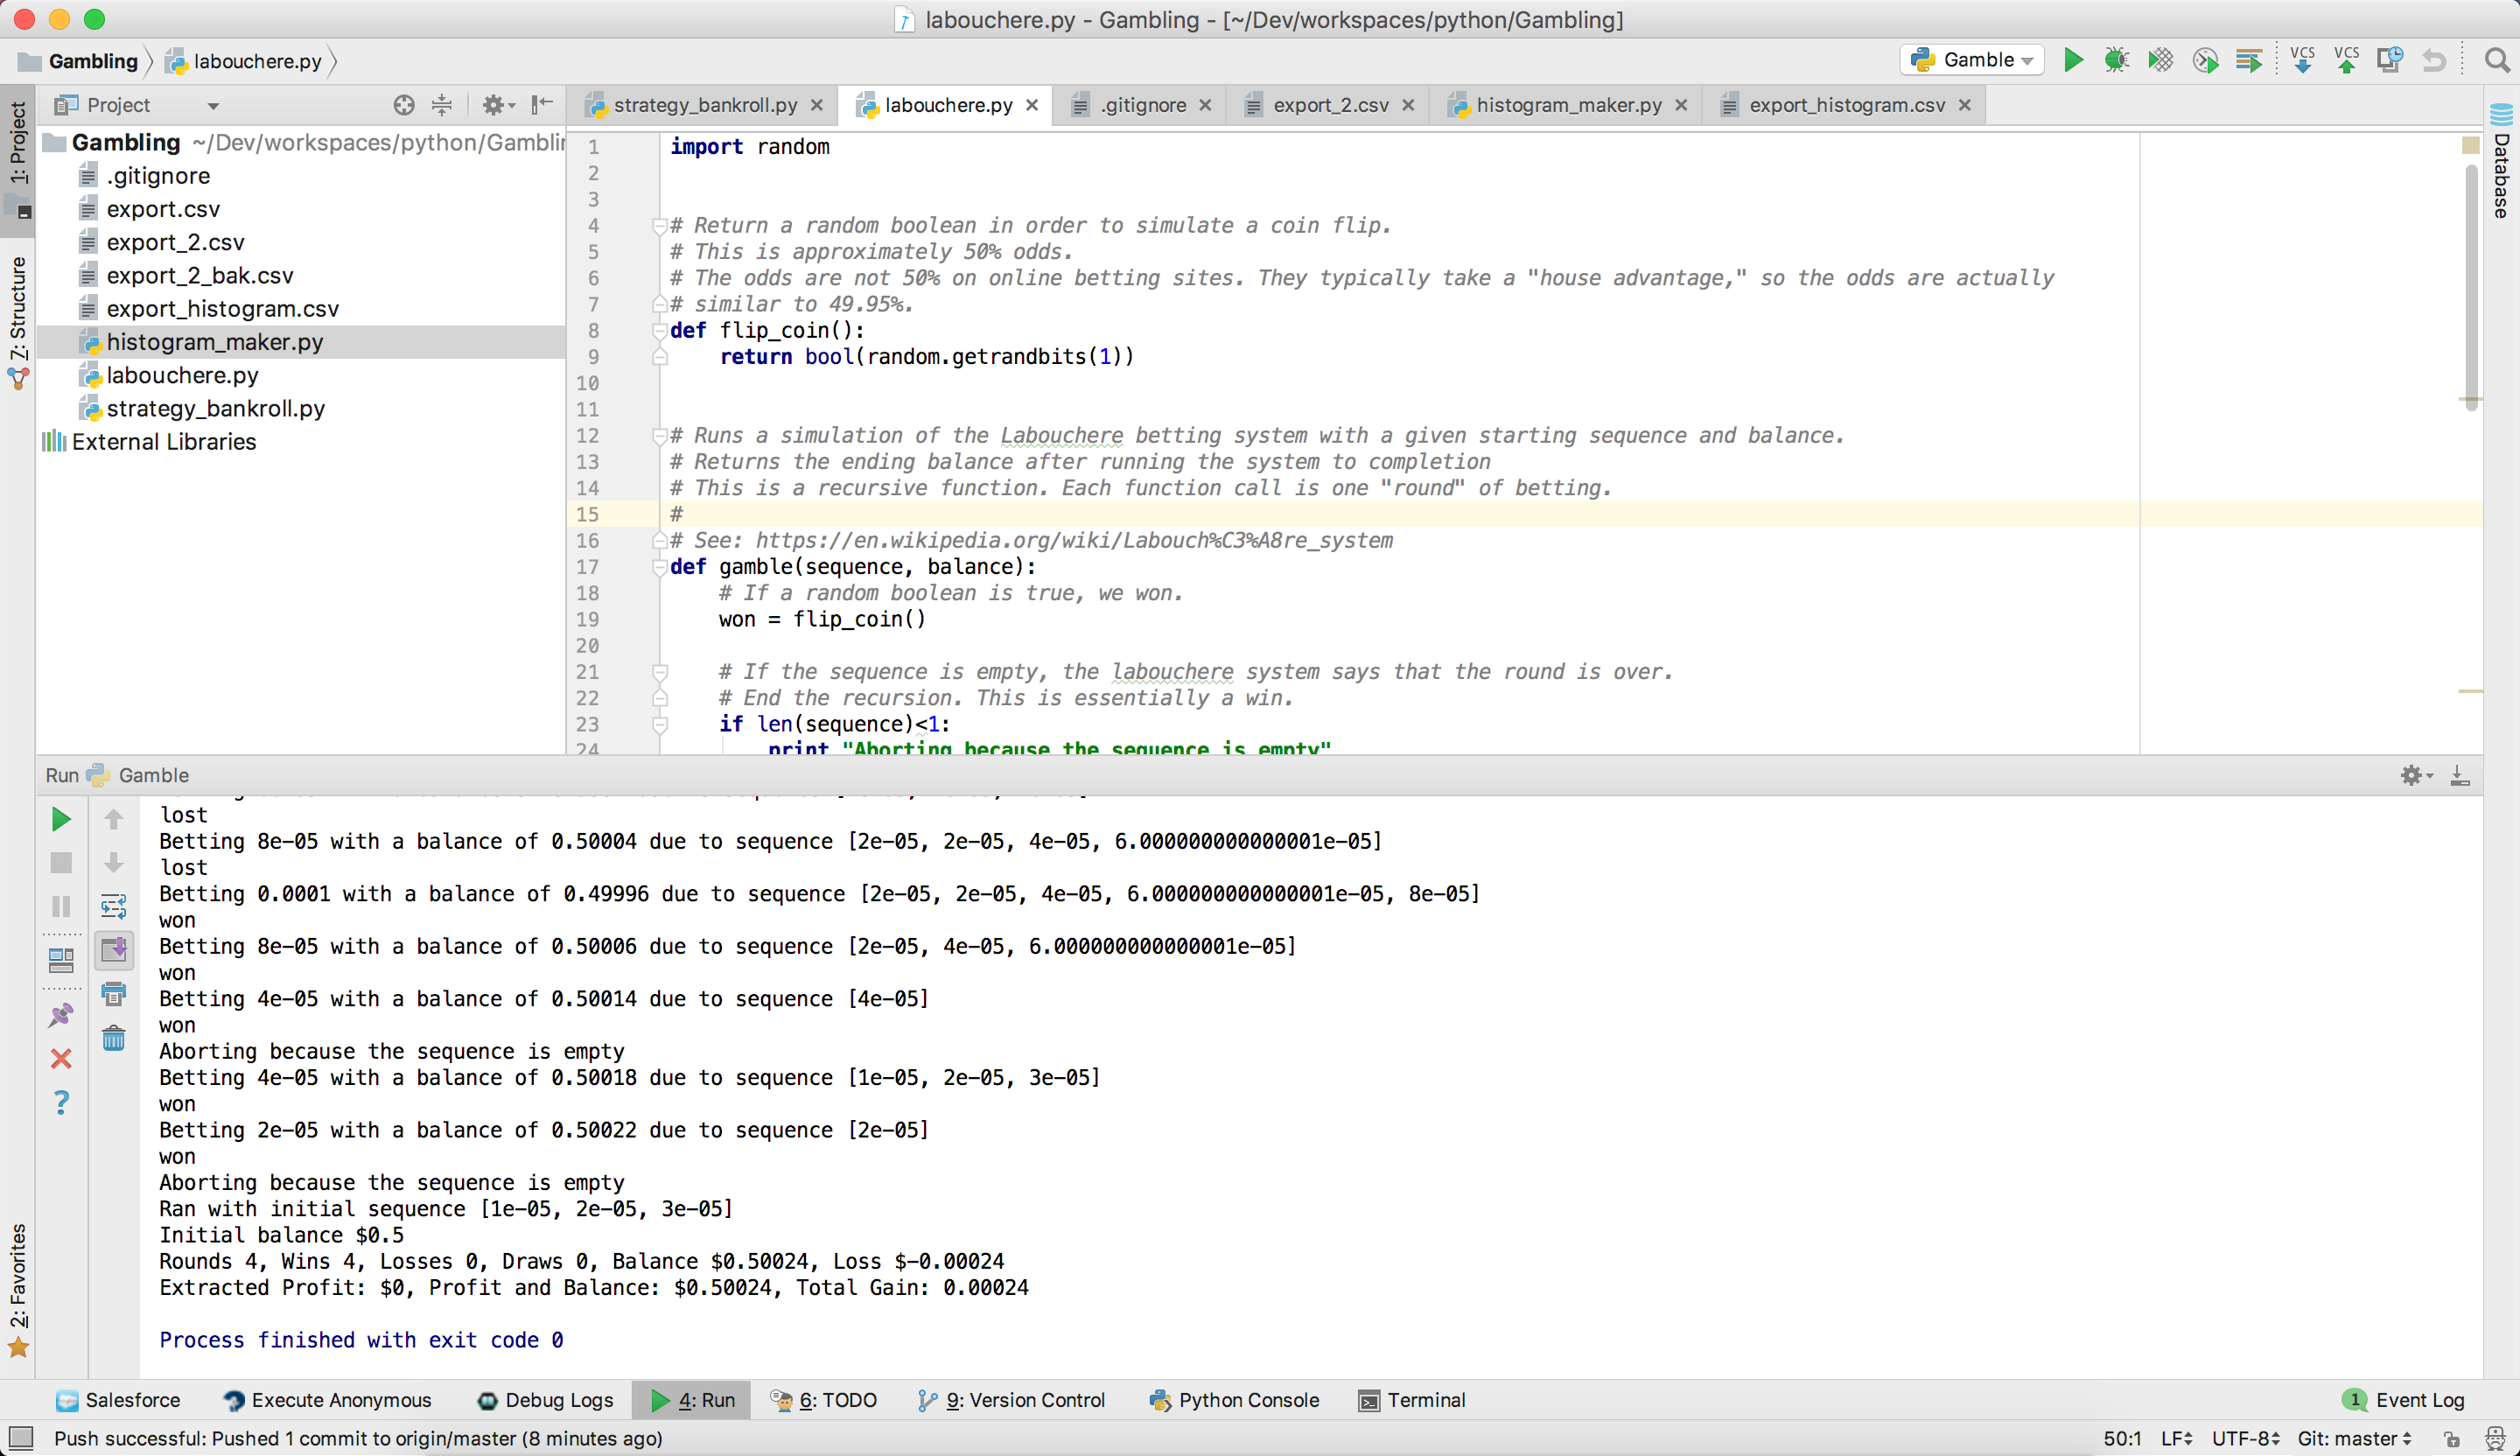 labouchere.py - Gambling - [~/Dev/workspaces/python/Gambling]
Gambling labouchere.py
Gamble
VCS VCS
1: Project
Project
strategy_bankroll.py labouchere.py .gitignore export_2.csv histogram_maker.py export_histogram.csv
Gambling ~/Dev/workspaces/python/Gamblin
.gitignore
export.csv
export_2.csv
export_2_bak.csv
export_histogram.csv
histogram_maker.py
labouchere.py
strategy_bankroll.py
External Libraries
Z: Structure
Database
1 import random
2
3
4 # Return a random boolean in order to simulate a coin flip.
5 # This is approximately 50% odds.
6 # The odds are not 50% on online betting sites. They typically take a "house advantage," so the odds are actually
7 # similar to 49.95%.
8 def flip_coin():
9 return bool(random.getrandbits(1))
10
11
12 # Runs a simulation of the Labouchere betting system with a given starting sequence and balance.
13 # Returns the ending balance after running the system to completion
14 # This is a recursive function. Each function call is one "round" of betting.
15 #
16 # See: https://en.wikipedia.org/wiki/Labouch%C3%A8re_system
17 def gamble(sequence, balance):
18 # If a random boolean is true, we won.
19 won = flip_coin()
20
21 # If the sequence is empty, the labouchere system says that the round is over.
22 # End the recursion. This is essentially a win.
23 if len(sequence)<1:
24 print "Aborting because the sequence is empty"
Run Gamble
lost
Betting 8e-05 with a balance of 0.50004 due to sequence [2e-05, 2e-05, 4e-05, 6.000000000000001e-05]
lost
Betting 0.0001 with a balance of 0.49996 due to sequence [2e-05, 2e-05, 4e-05, 6.000000000000001e-05, 8e-05]
won
Betting 8e-05 with a balance of 0.50006 due to sequence [2e-05, 4e-05, 6.000000000000001e-05]
won
Betting 4e-05 with a balance of 0.50014 due to sequence [4e-05]
won
Aborting because the sequence is empty
Betting 4e-05 with a balance of 0.50018 due to sequence [1e-05, 2e-05, 3e-05]
won
Betting 2e-05 with a balance of 0.50022 due to sequence [2e-05]
won
Aborting because the sequence is empty
Ran with initial sequence [1e-05, 2e-05, 3e-05]
Initial balance $0.5
Rounds 4, Wins 4, Losses 0, Draws 0, Balance $0.50024, Loss $-0.00024
Extracted Profit: $0, Profit and Balance: $0.50024, Total Gain: 0.00024
Process finished with exit code 0
2: Favorites
Salesforce Execute Anonymous Debug Logs 4: Run 6: TODO 9: Version Control Python Console Terminal 1 Event Log
Push successful: Pushed 1 commit to origin/master (8 minutes ago) 50:1 LF UTF-8 Git: master